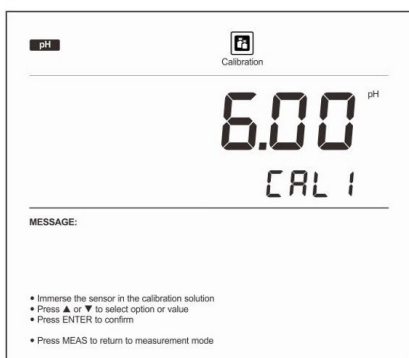 pH
Calibration
6.00 pH
CAL 1
MESSAGE:
• Immerse the sensor in the calibration solution
• Press ▲ or ▼ to select option or value
• Press ENTER to confirm
• Press MEAS to return to measurement mode